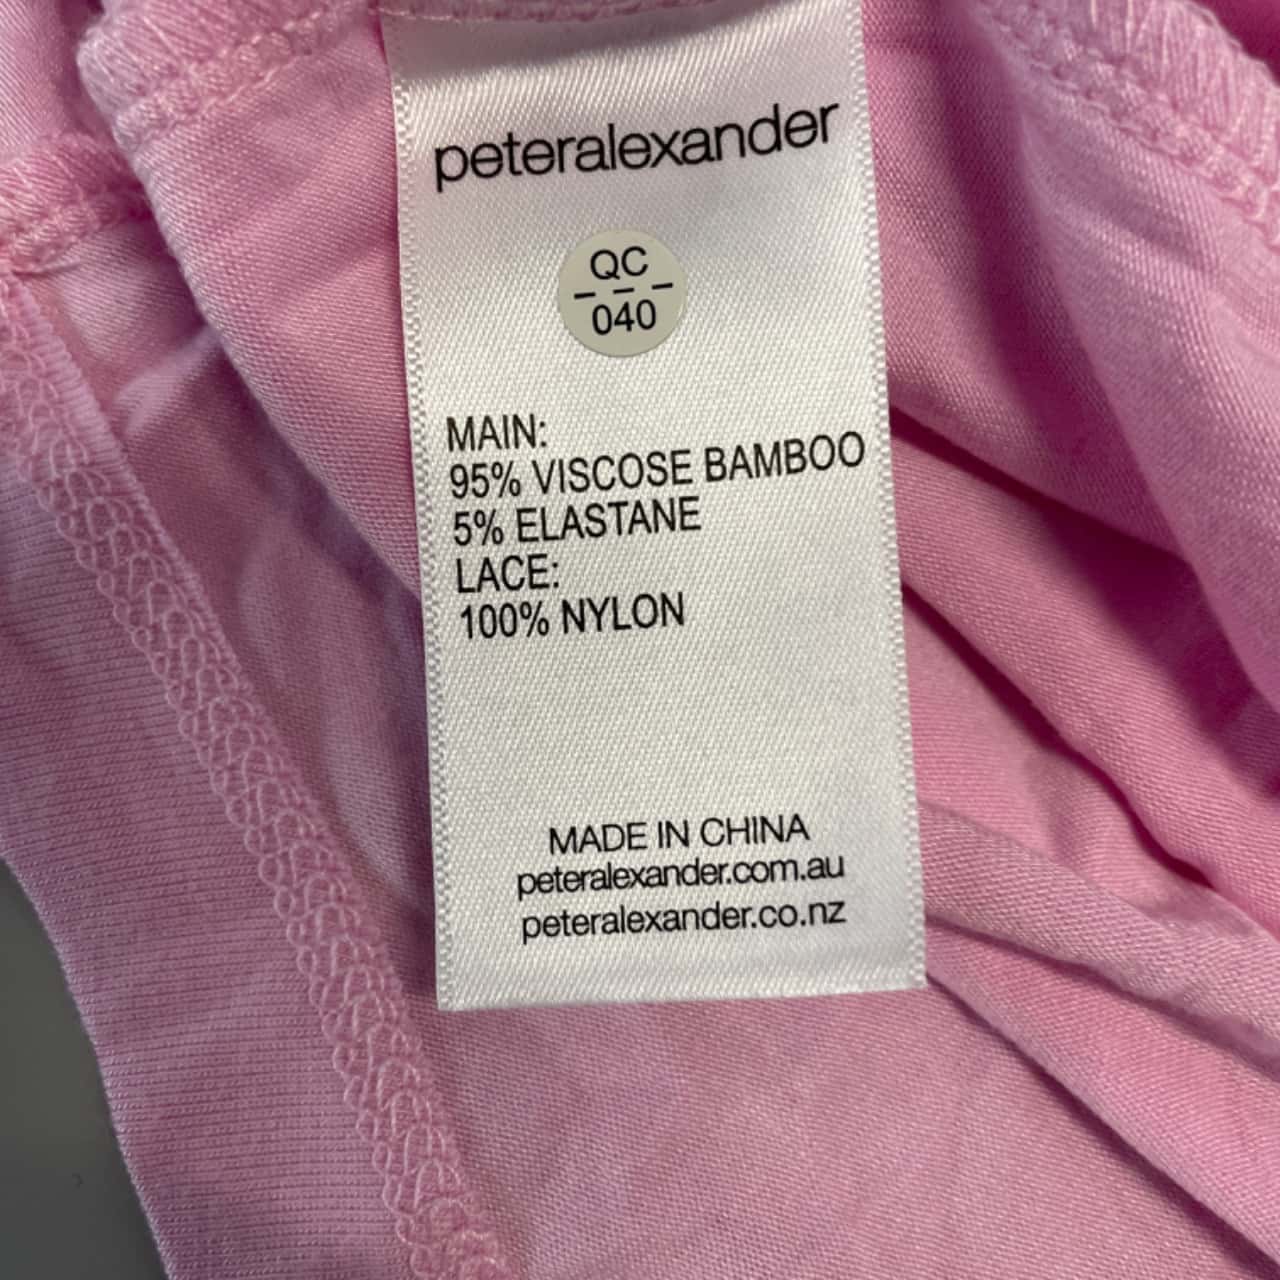 peteralexander
QC
040
MAIN:
95% VISCOSE BAMBOO
5% ELASTANE
LACE:
100% NYLON
MADE IN CHINA
peteralexander.com.au
peteralexander.co.nz